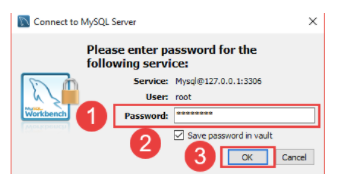 Connect to MySQL Server
Please enter password for the
following service:
Service: Mysql@127.0.0.1:3306
User: root
MySQL
Workbench
1
Password: ********
2
Save password in vault
3
OK
Cancel